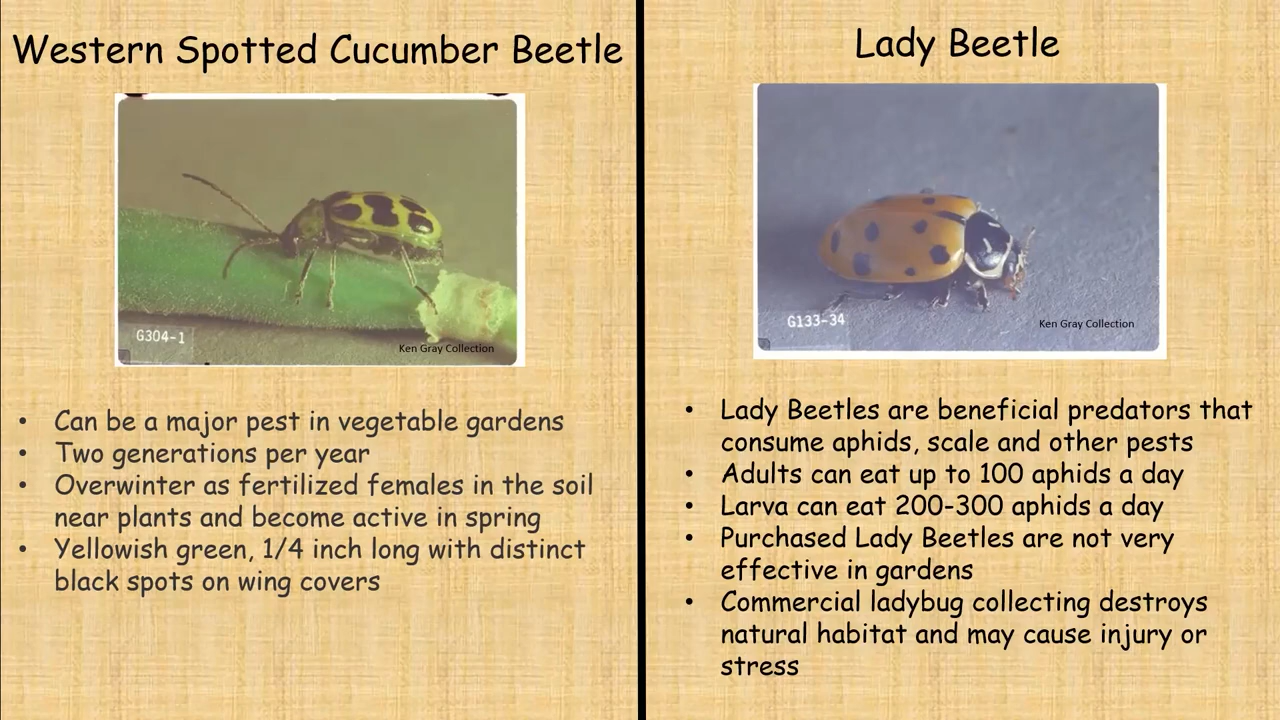 Western Spotted Cucumber Beetle
G304-1
Ken Gray Collection
• Can be a major pest in vegetable gardens
• Two generations per year
• Overwinter as fertilized females in the soil
near plants and become active in spring
• Yellowish green, 1/4 inch long with distinct
black spots on wing covers
Lady Beetle
G133-34
Ken Gray Collection
• Lady Beetles are beneficial predators that
consume aphids, scale and other pests
• Adults can eat up to 100 aphids a day
• Larva can eat 200-300 aphids a day
• Purchased Lady Beetles are not very
effective in gardens
• Commercial ladybug collecting destroys
natural habitat and may cause injury or
stress